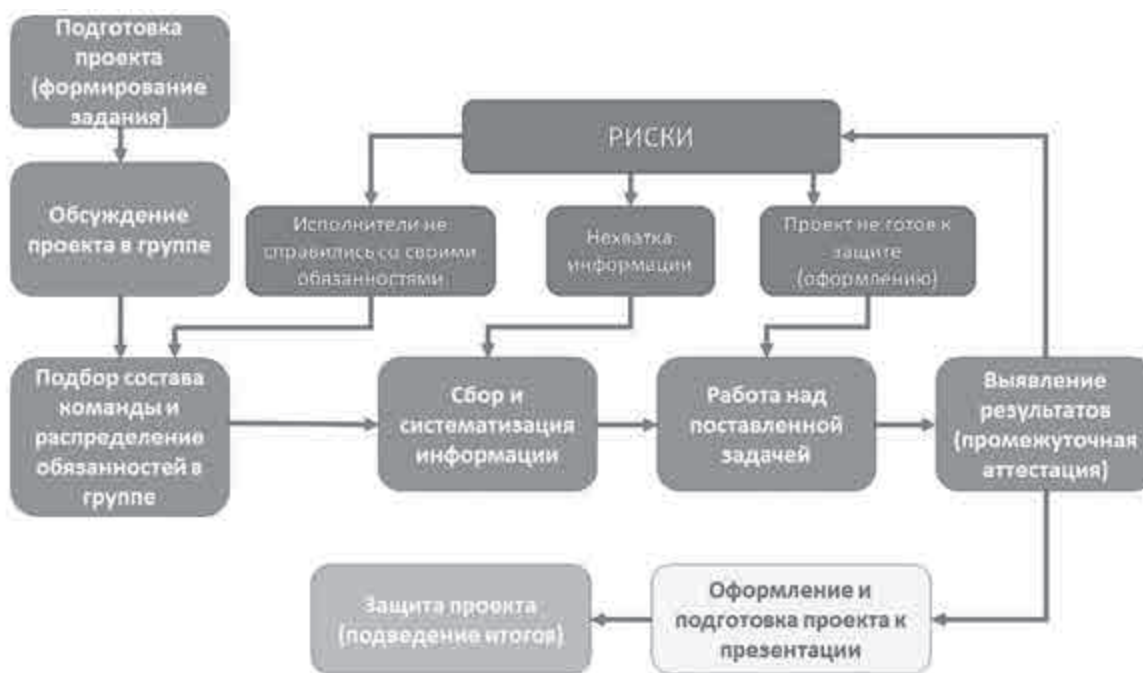 Подготовка
проекта
(формирование
задания)
Обсуждение
проекта в группе
РИСКИ
Исполнители не
справились со своими
обязанностями
Нехватка
информации
Проект не готов к
защите
(оформлению)
Подбор состава
команды и
распределение
обязанностей в
группе
Сбор и
систематизация
информации
Работа над
поставленной
задачей
Выявление
результатов
(промежуточная
аттестация)
Оформление и
подготовка проекта к
презентации
Защита проекта
(подведение итогов)